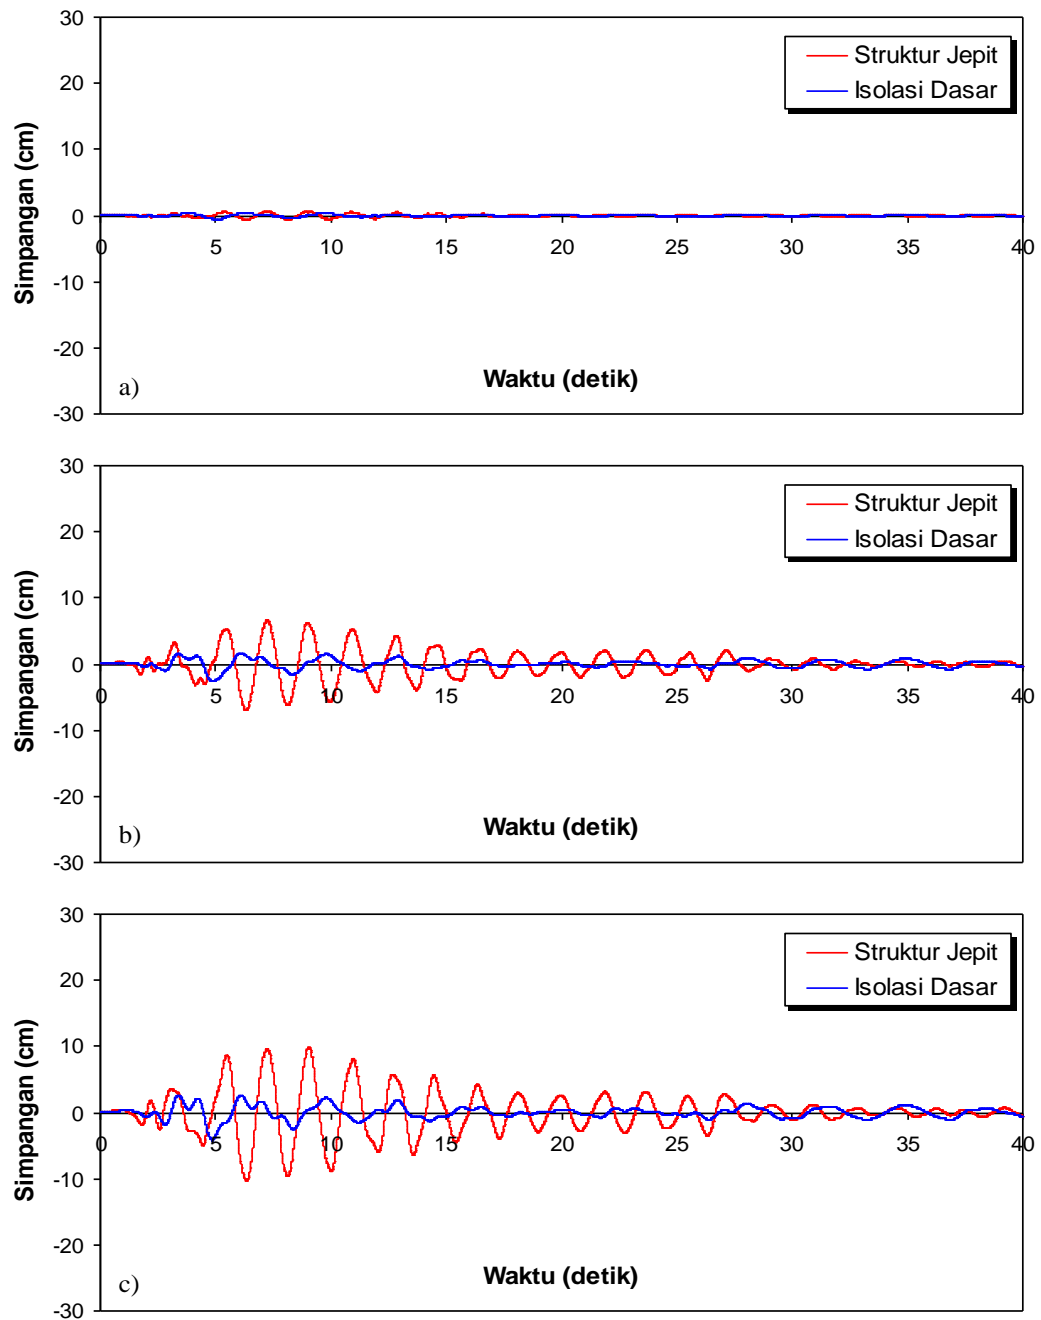 30
Struktur Jepit
20
Isolasi Dasar
10
Simpangan (cm)
0
0 5 10 15 20 25 30 35 40
-10
-20
Waktu (detik)
a)
-30
30
Struktur Jepit
20
Isolasi Dasar
10
Simpangan (cm)
0
0 5 10 15 20 25 30 35 40
-10
-20
Waktu (detik)
b)
-30
30
Struktur Jepit
20
Isolasi Dasar
10
Simpangan (cm)
0
0 5 10 15 20 25 30 35 40
-10
-20
Waktu (detik)
c)
-30